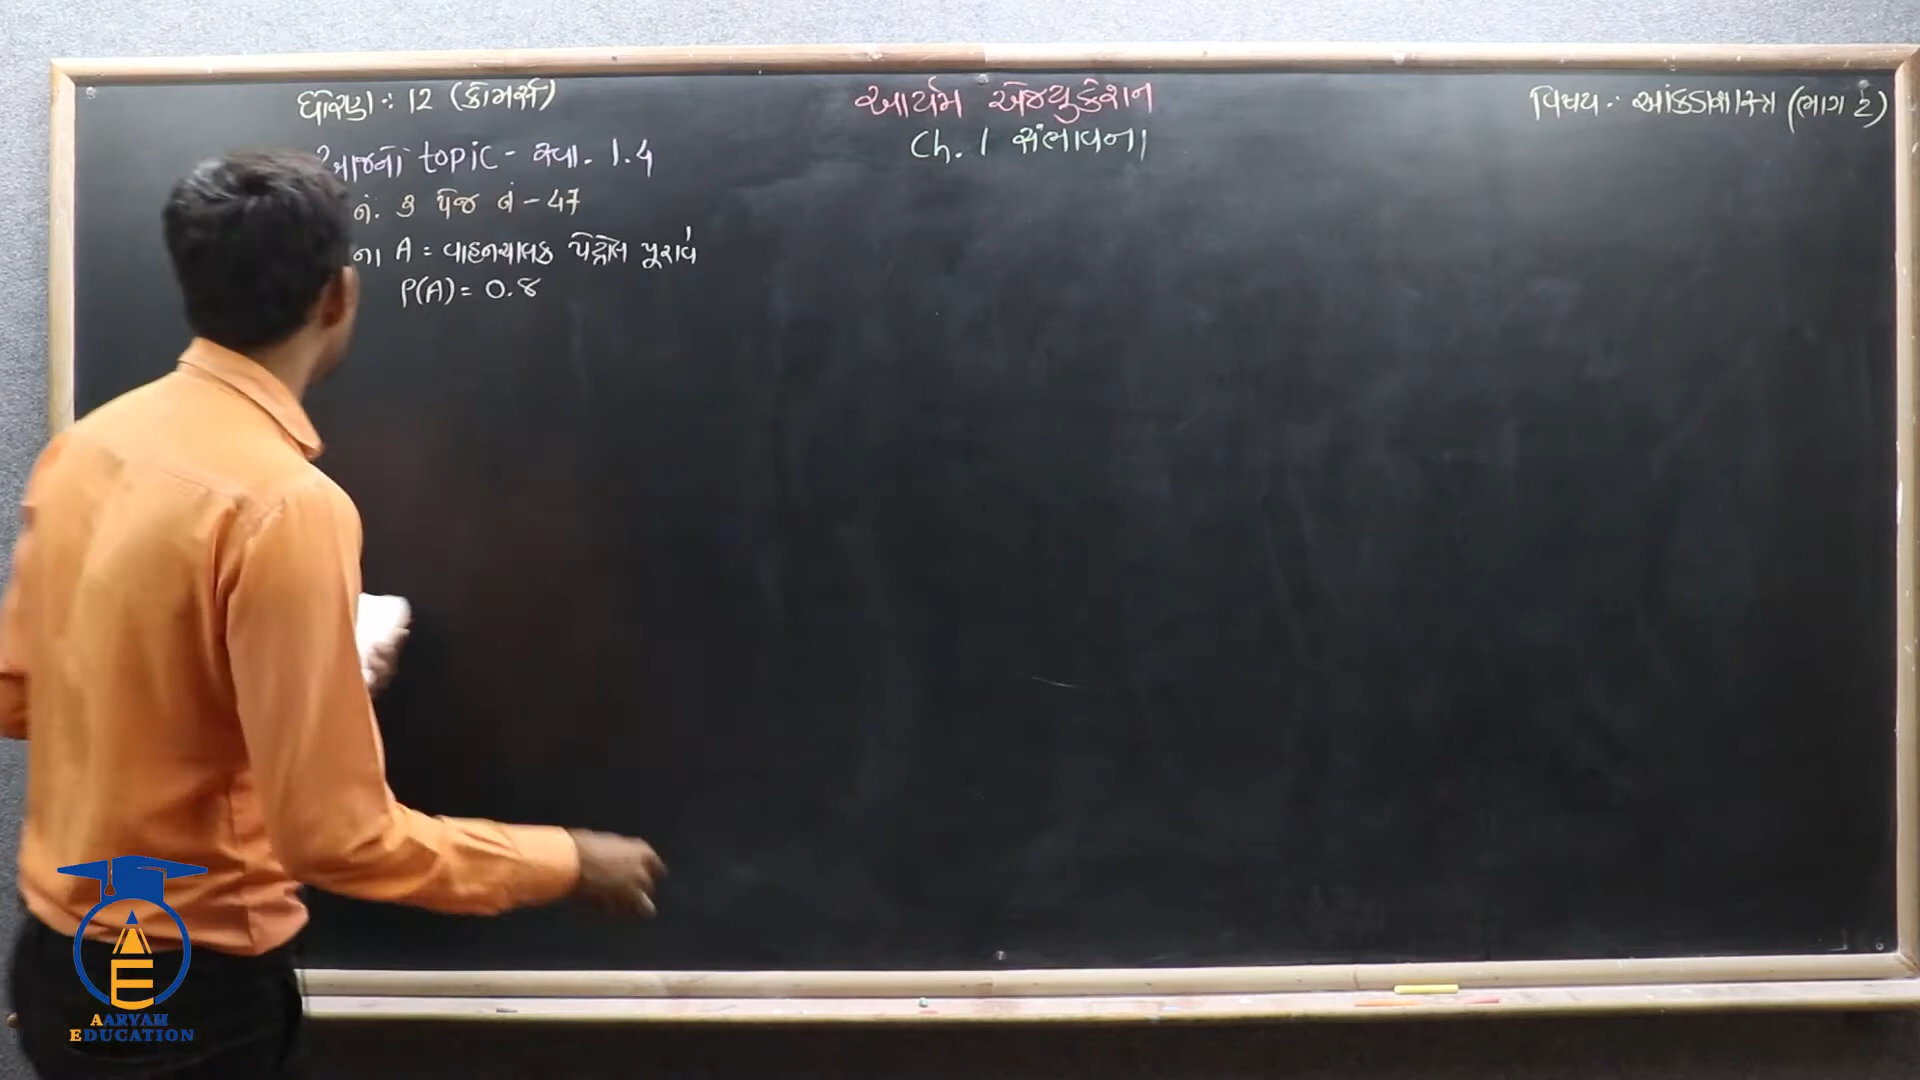 ધોરણ : 12 (કોમર્સ)
આર્યમ એજ્યુકેશન
વિષય : આંકડાશાસ્ત્ર (ભાગ 2)
Ch. 1 સંભાવના
આજનો topic - સ્વા. 1.4
નં. 3 પેજ નં - 47
ના A = વાહનચાલક પેટ્રોલ પૂરાવે
P(A) = 0.8
AARYAM
EDUCATION